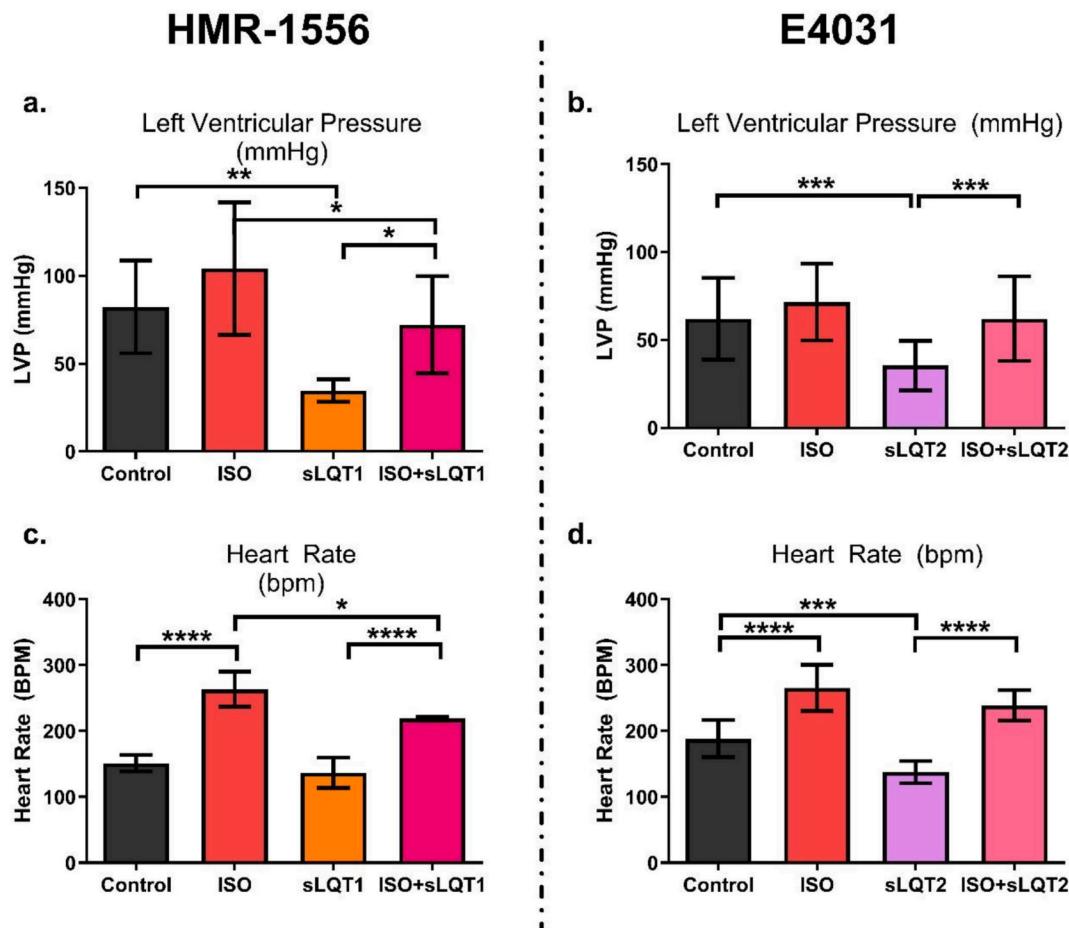 HMR-1556
E4031
a.
Left Ventricular Pressure
(mmHg)
LVP (mmHg)
150
100
50
0
**
*
*
Control ISO sLQT1 ISO+sLQT1
b.
Left Ventricular Pressure (mmHg)
LVP (mmHg)
150
100
50
0
***
***
Control ISO sLQT2 ISO+sLQT2
c.
Heart Rate
(bpm)
Heart Rate (BPM)
400
300
200
100
0
*
****
****
Control ISO sLQT1 ISO+sLQT1
d.
Heart Rate (bpm)
Heart Rate (BPM)
400
300
200
100
0
***
****
****
Control ISO sLQT2 ISO+sLQT2